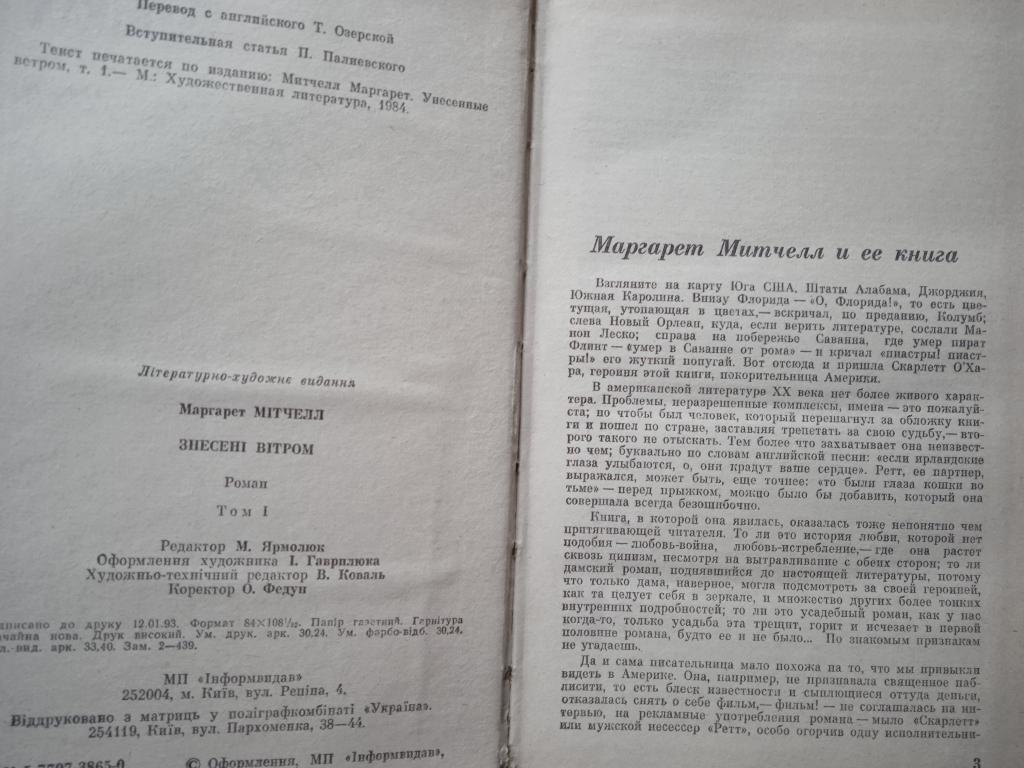 Перевод с английского Т. Озерской
Вступительная статья П. Палиевского
Текст печатается по изданию: Митчелл Маргарет. Унесенные
ветром, т. 1.— М.: Художественная литература, 1984.
Літературно-художнє видання
Маргарет МІТЧЕЛЛ
ЗНЕСЕНІ ВІТРОМ
Роман
Том I
Редактор М. Ярмолюк
Оформлення художника І. Гаврилюка
Художньо-технічний редактор В. Коваль
Коректор О. Федун
до друку 12.01.93. Формат 84×108¹/₃₂. Папір газетний. Гарнітура
нова. Друк високий. Ум. друк. арк. 30,24. Ум. фарбо-відб. 30,24.
арк. 33,40. Зам. 2—439.
МП «Інформвидав»
252004, м. Київ, вул. Репіна, 4.
Віддруковано з матриць у поліграфкомбінаті «Україна».
254119, Київ, вул. Пархоменка, 38—44.
© Оформлення, МП «Інформвидав»,
Маргарет Митчелл и ее книга
Взгляните на карту Юга США, Штаты Алабама, Джорджия,
Южная Каролина. Внизу Флорида — «О, Флорида!», то есть цве-
тущая, утопающая в цветах,— вскричал, по преданию, Колумб;
слева Новый Орлеан, куда, если верить литературе, сослали Ма-
нон Леско; справа на побережье Саванна, где умер пират
Флинт — «умер в Саванне от рома» — и кричал «пиастры! пиаст-
ры!» его жуткий попугай. Вот отсюда и пришла Скарлетт О'Ха-
ра, героиня этой книги, покорительница Америки.
В американской литературе XX века нет более живого харак-
тера. Проблемы, неразрешенные комплексы, имена — это пожалуй-
ста; но чтобы был человек, который перешагнул за обложку кни-
ги и пошел по стране, заставляя трепетать за свою судьбу,— вто-
рого такого не отыскать. Тем более что захватывает она неизвест-
но чем; буквально по словам английской песни: «если ирландские
глаза улыбаются, о, они крадут ваше сердце». Ретт, ее партнер,
выражался, может быть, еще точнее: «то были глаза кошки во
тьме» — перед прыжком, можно было бы добавить, который она
совершала всегда безошибочно.
Книга, в которой она явилась, оказалась тоже непонятно чем
притягивающей читателя. То ли это история любви, которой нет
подобия — любовь-война, любовь-истребление,— где она растет
сквозь цинизм, несмотря на вытравливание с обеих сторон; то ли
дамский роман, поднявшийся до настоящей литературы, потому
что только дама, наверное, могла подсмотреть за своей героиней,
как та целует себя в зеркале, и множество других более тонких
внутренних подробностей; то ли это усадебный роман, как у нас
когда-то, только усадьба эта трещит, горит и исчезает в первой
половине романа, будто ее и не было... По знакомым признакам
не угадаешь.
Да и сама писательница мало похожа на то, что мы привыкли
видеть в Америке. Она, например, не признавала священное паб-
лисити, то есть блеск известности и сыплющиеся оттуда деньги,
отказалась снять о себе фильм,— фильм! — не соглашалась на ин-
тервью, на рекламные употребления романа — мыло «Скарлетт»
или мужской несессер «Ретт», особо огорчив одну исполнительни-
3